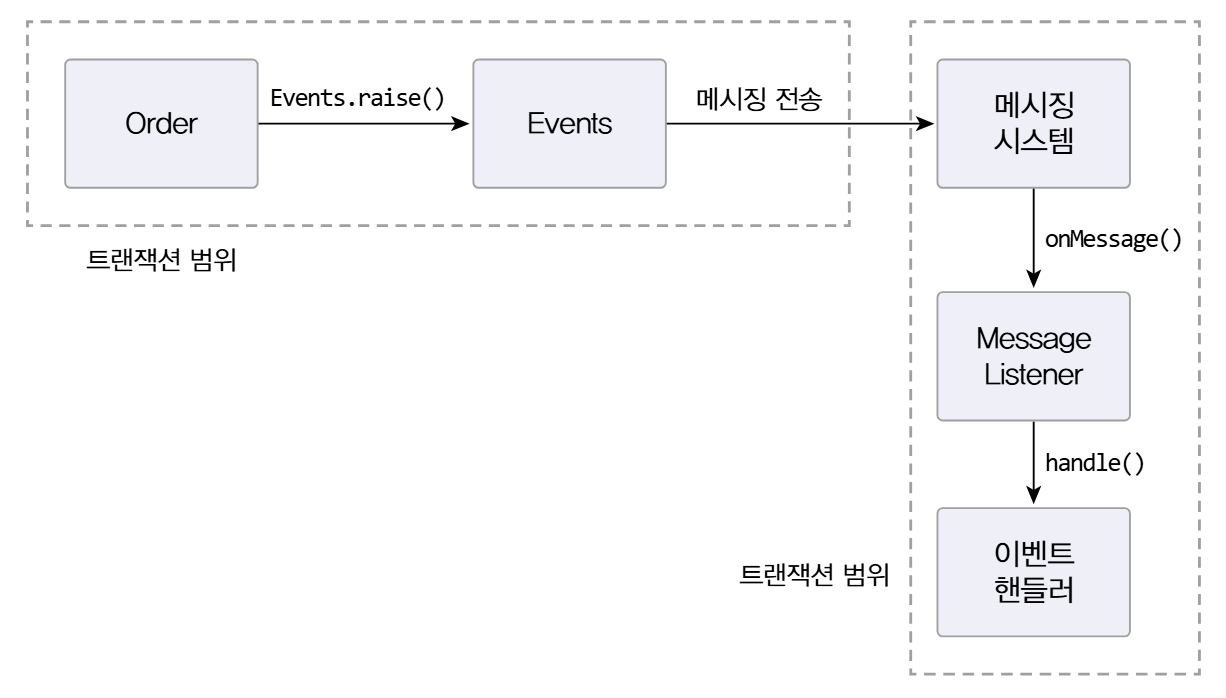 Order
Events.raise()
Events
메시징 전송
메시징
시스템
트랜잭션 범위
onMessage()
Message
Listener
handle()
이벤트
핸들러
트랜잭션 범위